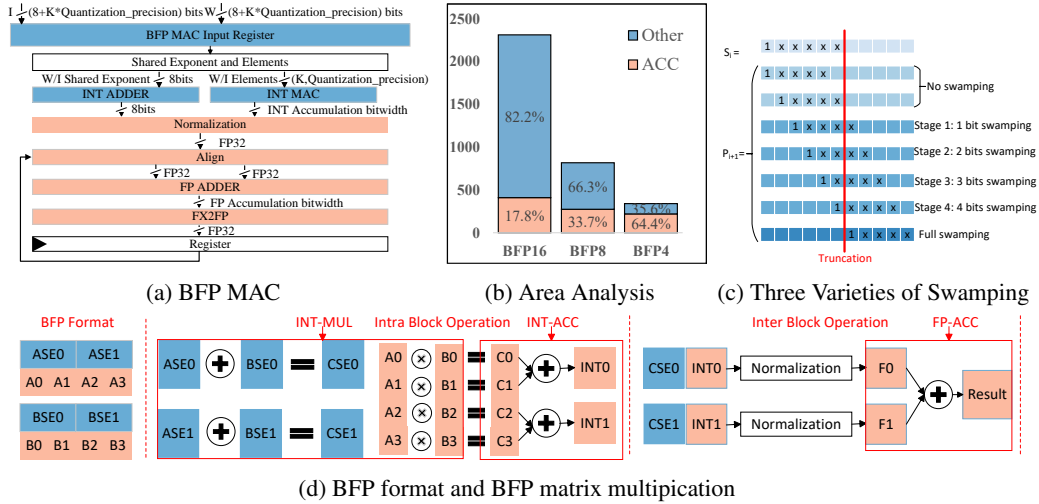 I (8+K*Quantization_precision) bits
W (8+K*Quantization_precision) bits
BFP MAC Input Register
Shared Exponent and Elements
W/I Shared Exponent 8bits
W/I Elements (K,Quantization_precision)
INT ADDER
INT MAC
8bits
INT Accumulation bitwidth
Normalization
FP32
Align
FP32
FP32
FP ADDER
FP Accumulation bitwidth
FX2FP
FP32
Register
(a) BFP MAC
2500
2000
1500
1000
500
0
Other
ACC
82.2%
17.8%
66.3%
33.7%
35.6%
64.4%
BFP16
BFP8
BFP4
(b) Area Analysis
Si =
1 x x x x x
1 x x x x
1 x x x x
No swamping
Pi+1=
1 x x x x
Stage 1: 1 bit swamping
1 x x x x
Stage 2: 2 bits swamping
1 x x x x
Stage 3: 3 bits swamping
1 x x x x
Stage 4: 4 bits swamping
1 x x x x
Full swamping
Truncation
(c) Three Varieties of Swamping
BFP Format
ASE0 ASE1
A0 A1 A2 A3
BSE0 BSE1
B0 B1 B2 B3
INT-MUL
Intra Block Operation
INT-ACC
ASE0 + BSE0 = CSE0
ASE1 + BSE1 = CSE1
A0 × B0 = C0
A1 × B1 = C1
A2 × B2 = C2
A3 × B3 = C3
+ INT0
+ INT1
Inter Block Operation
FP-ACC
CSE0 INT0 Normalization F0
CSE1 INT1 Normalization F1
+ Result
(d) BFP format and BFP matrix multipication